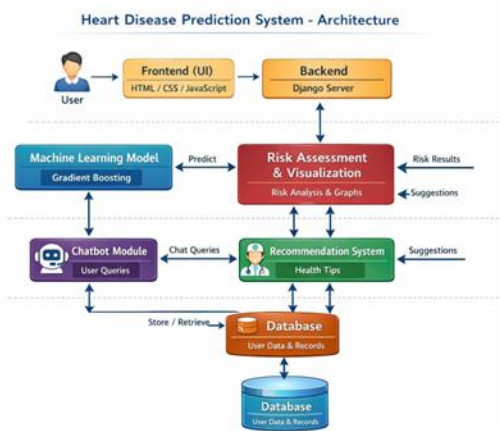 Heart Disease Prediction System - Architecture
User
Frontend (UI)
HTML / CSS / JavaScript
Backend
Django Server
Machine Learning Model
Gradient Boosting
Predict
Risk Assessment
& Visualization
Risk Analysis & Graphs
Risk Results
Suggestions
Chatbot Module
User Queries
Chat Queries
Recommendation System
Health Tips
Suggestions
Store / Retrieve
Database
User Data & Records
Database
User Data & Records